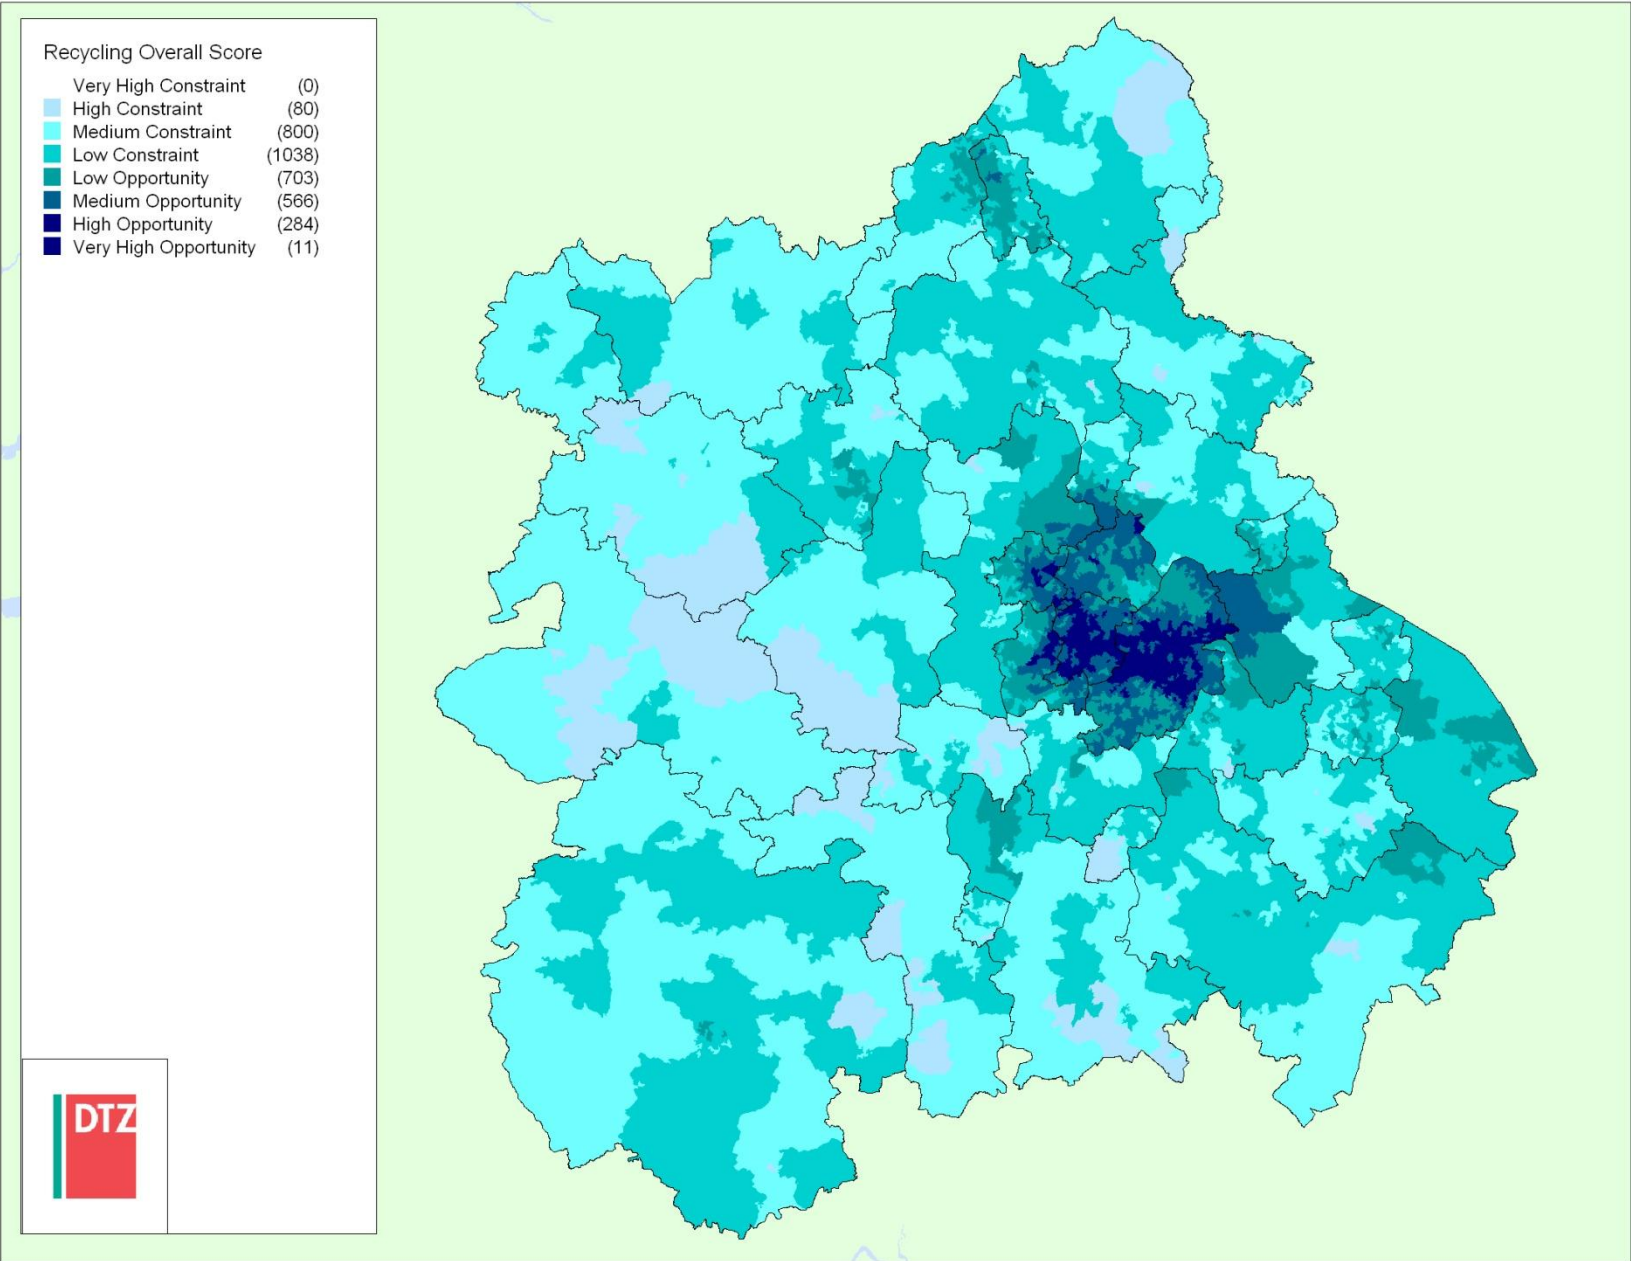 Recycling Overall Score
Very High Constraint (0)
High Constraint (80)
Medium Constraint (800)
Low Constraint (1038)
Low Opportunity (703)
Medium Opportunity (566)
High Opportunity (284)
Very High Opportunity (11)
DTZ